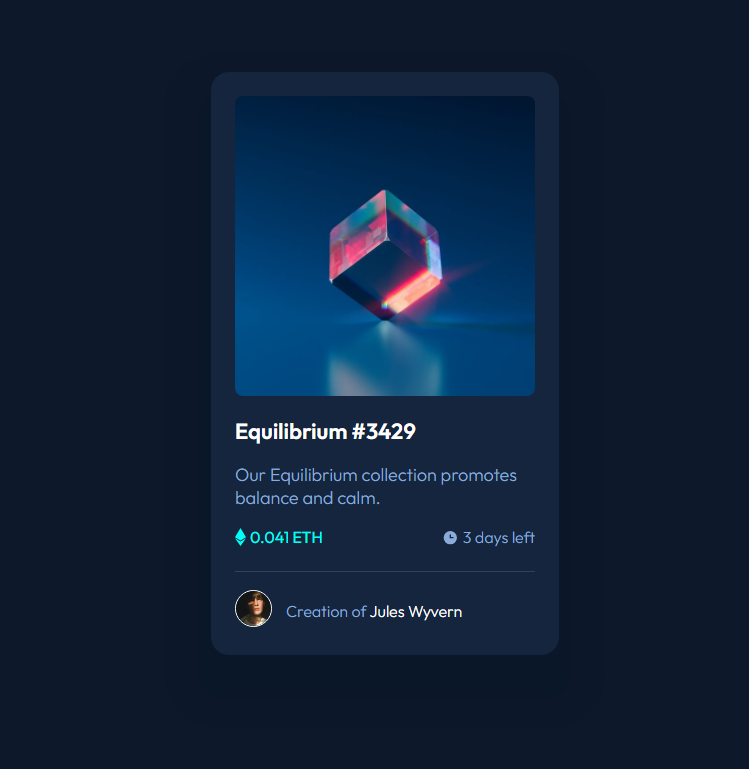 Equilibrium #3429
Our Equilibrium collection promotes
balance and calm.
0.041 ETH
3 days left
Creation of Jules Wyvern